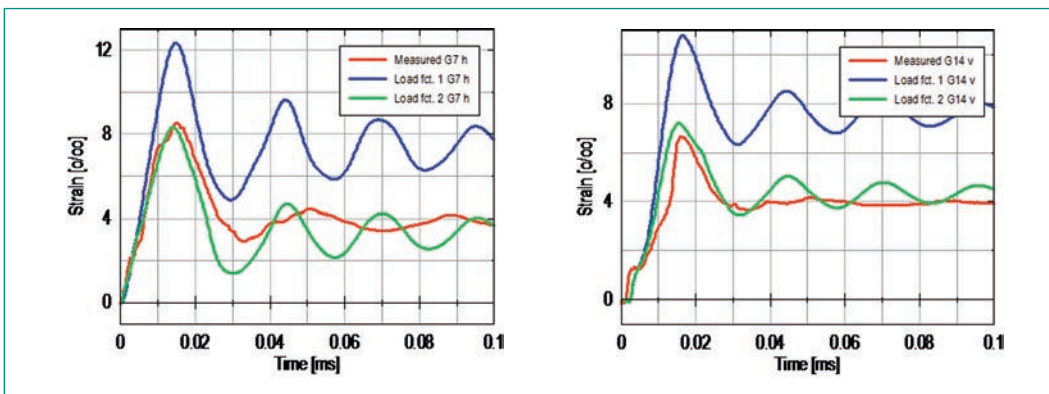 12
8
4
0
Strain [o/oo]
Measured G7 h
Load fct. 1 G7 h
Load fct. 2 G7 h
0 0.02 0.04 0.06 0.08 0.1
Time [ms]
8
4
0
Strain [o/oo]
Measured G14 v
Load fct. 1 G14 v
Load fct. 2 G14 v
0 0.02 0.04 0.06 0.08 0.1
Time [ms]